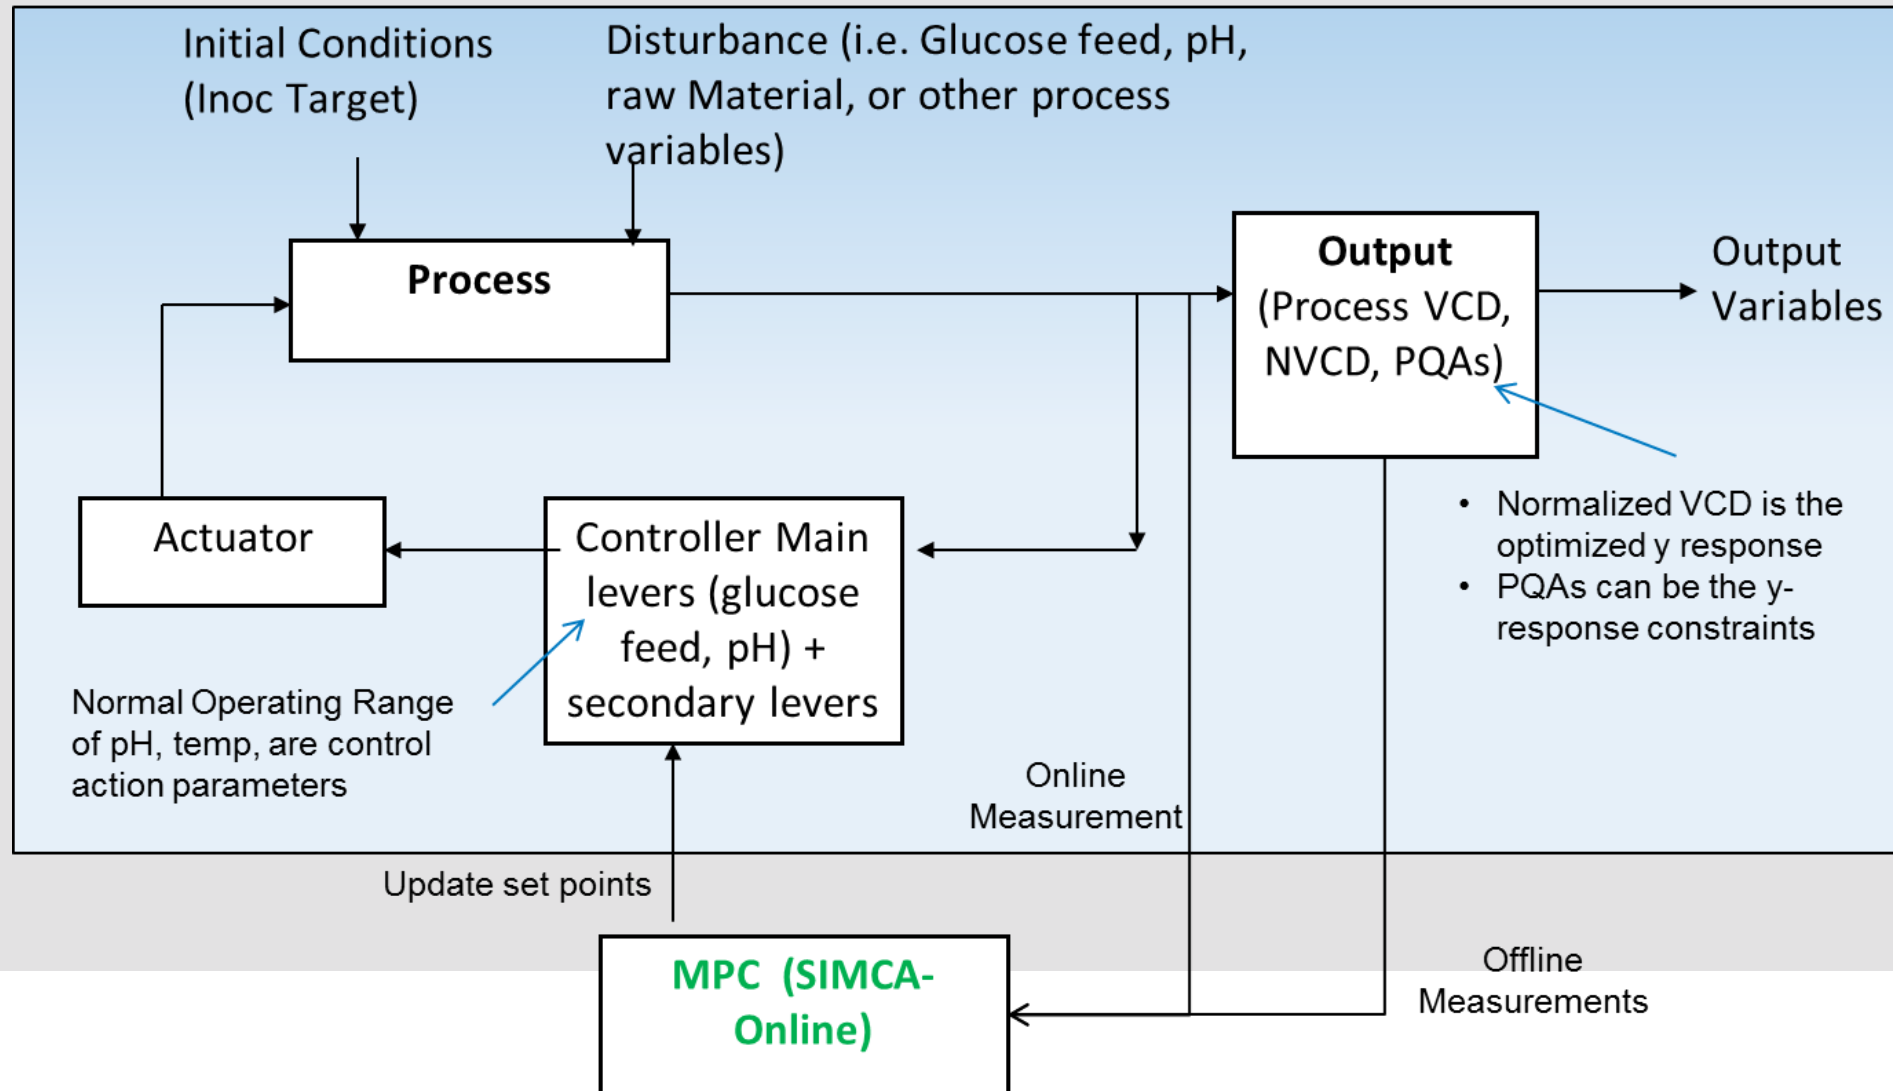 Initial Conditions
(Inoc Target)
Disturbance (i.e. Glucose feed, pH,
raw Material, or other process
variables)
Process
Output
(Process VCD,
NVCD, PQAs)
Output
Variables
Actuator
Controller Main
levers (glucose
feed, pH) +
secondary levers
• Normalized VCD is the
optimized y response
• PQAs can be the y-
response constraints
Normal Operating Range
of pH, temp, are control
action parameters
Online
Measurement
Update set points
MPC (SIMCA-
Online)
Offline
Measurements